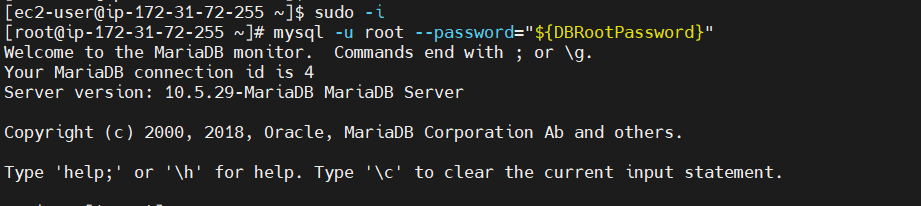 [ec2-user@ip-172-31-72-255 ~]$ sudo -i
[root@ip-172-31-72-255 ~]# mysql -u root --password="${DBRootPassword}"
Welcome to the MariaDB monitor.  Commands end with ; or \g.
Your MariaDB connection id is 4
Server version: 10.5.29-MariaDB MariaDB Server
Copyright (c) 2000, 2018, Oracle, MariaDB Corporation Ab and others.
Type 'help;' or '\h' for help. Type '\c' to clear the current input statement.